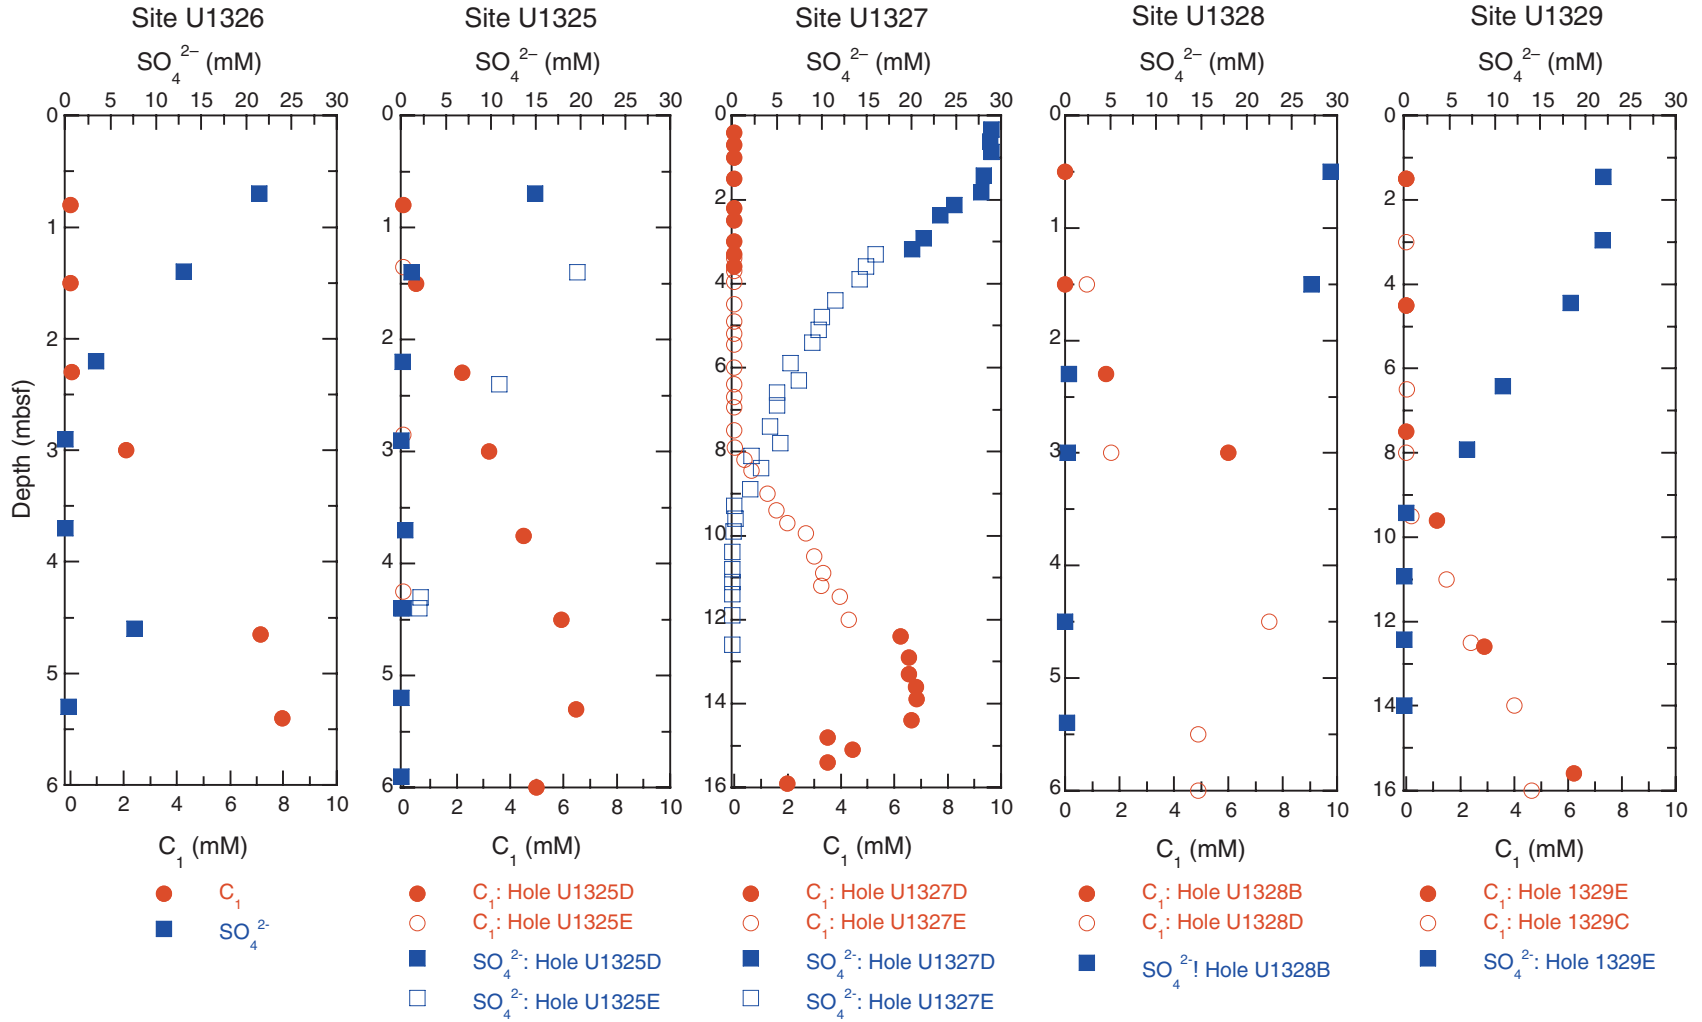 Site U1326 Site U1325 Site U1327 Site U1328 Site U1329
SO4 2– (mM) SO4 2– (mM) SO4 2– (mM) SO4 2– (mM) SO4 2– (mM)
0 5 10 15 20 25 30 0 5 10 15 20 25 30 0 5 10 15 20 25 30 0 5 10 15 20 25 30 0 5 10 15 20 25 30
0 0 0 0 0
1 1 2 1 2
2 2 4 2 4
Depth (mbsf)
6 6
3 3 8 3 8
4 4 10 4 10
5 5 12 5 12
14 14
6 6 16 6 16
0 2 4 6 8 10 0 2 4 6 8 10 0 2 4 6 8 10 0 2 4 6 8 10 0 2 4 6 8 10
C1 (mM) C1 (mM) C1 (mM) C1 (mM) C1 (mM)
C1
SO4 2-
C1: Hole U1325D
C1: Hole U1325E
SO4 2-: Hole U1325D
SO4 2-: Hole U1325E
C1: Hole U1327D
C1: Hole U1327E
SO4 2-: Hole U1327D
SO4 2-: Hole U1327E
C1: Hole U1328B
C1: Hole U1328D
SO4 2-! Hole U1328B
C1: Hole 1329E
C1: Hole 1329C
SO4 2-: Hole 1329E